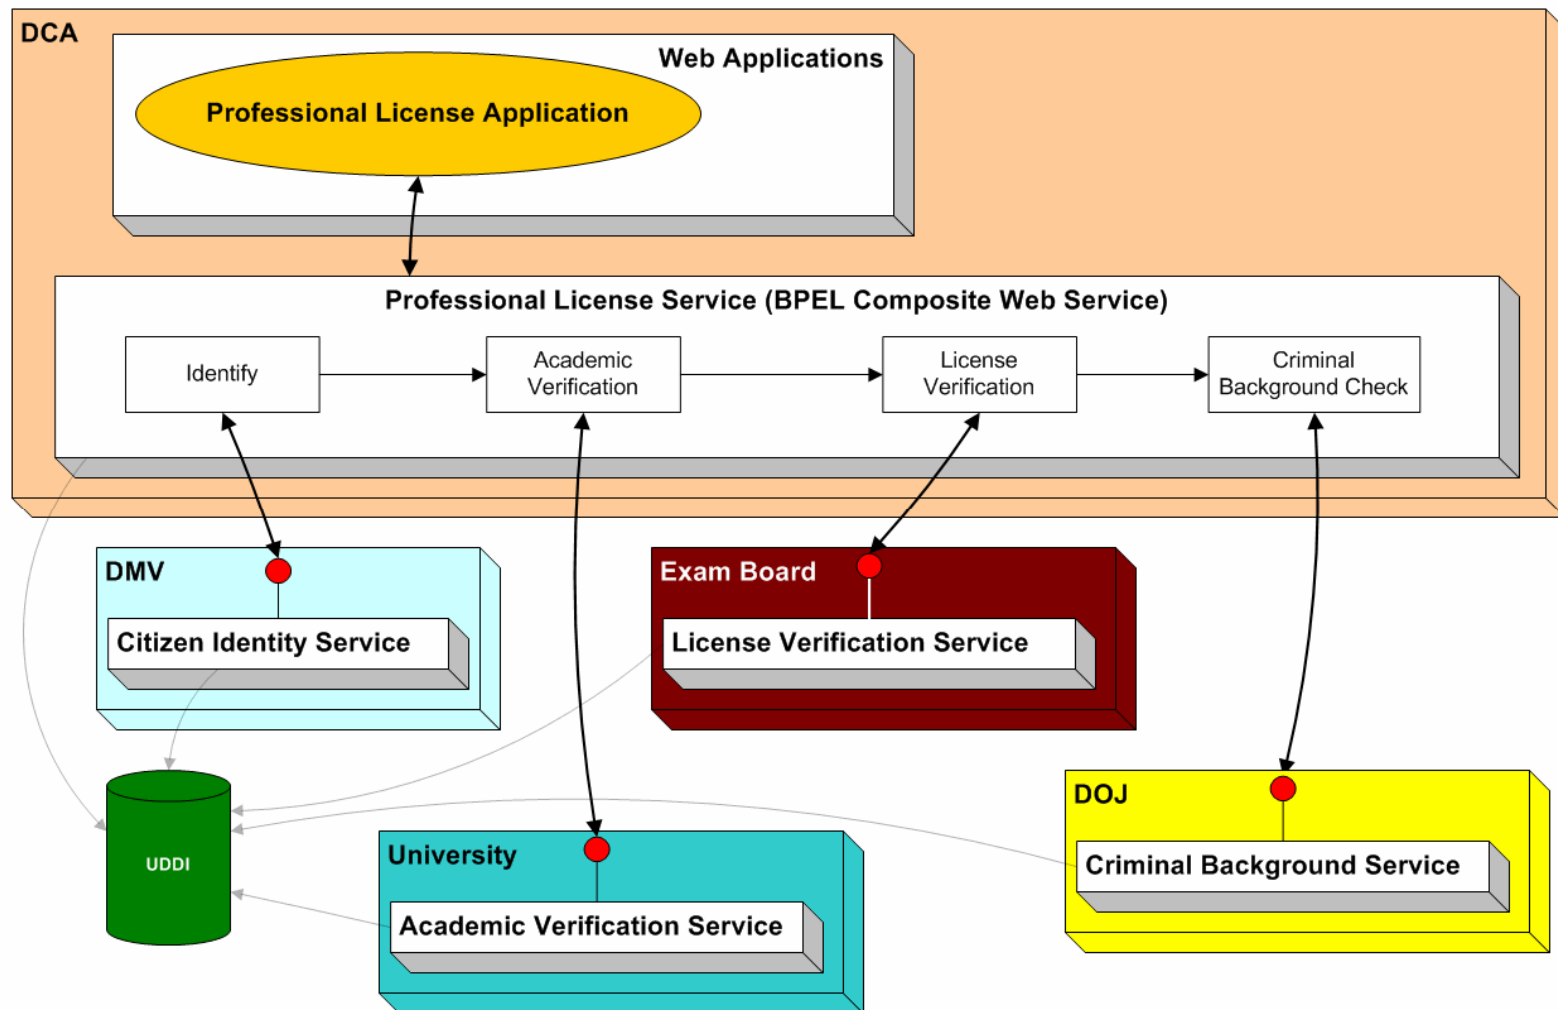 DCA
Web Applications
Professional License Application
Professional License Service (BPEL Composite Web Service)
Identify
Academic
Verification
License
Verification
Criminal
Background Check
DMV
Citizen Identity Service
Exam Board
License Verification Service
UDDI
University
Academic Verification Service
DOJ
Criminal Background Service